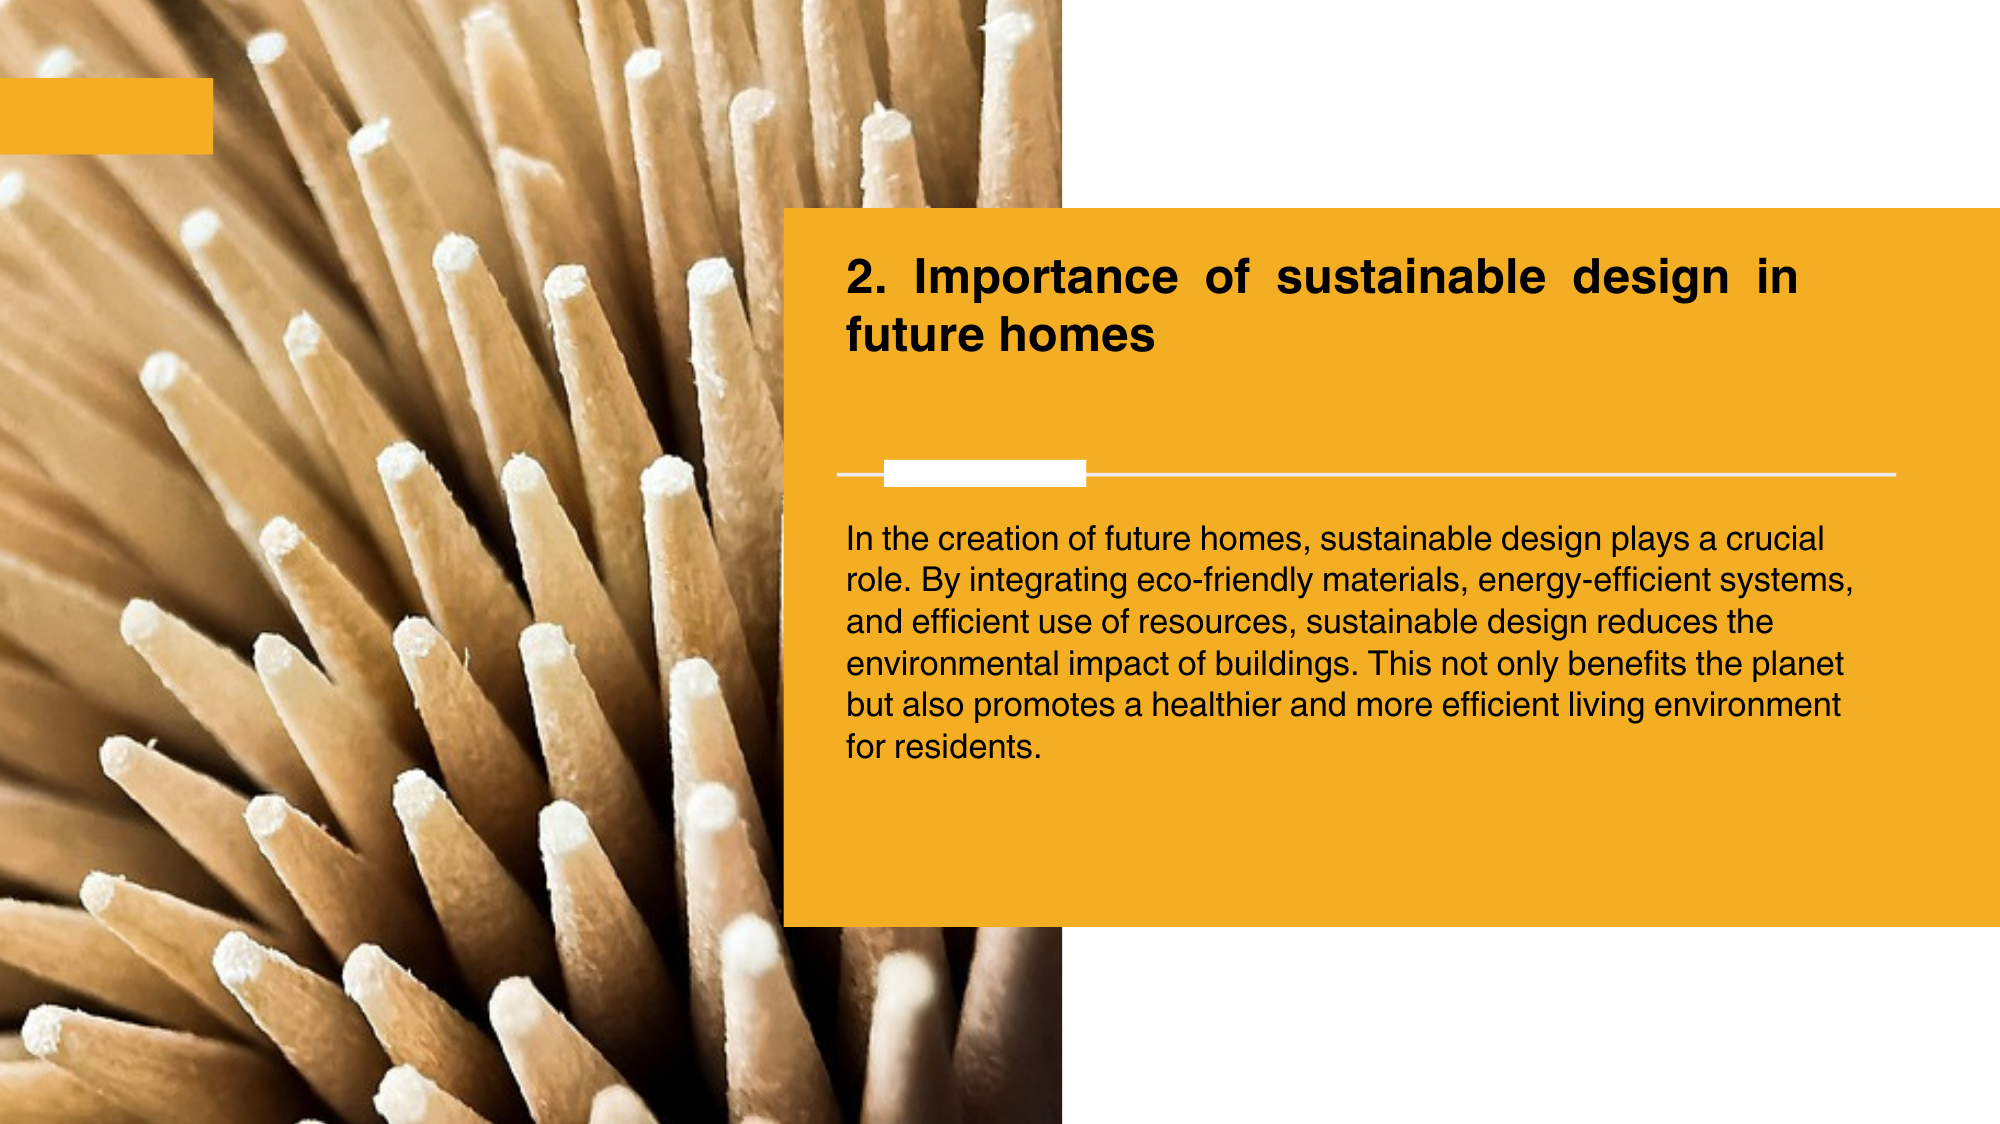 2. Importance of sustainable design in
future homes
In the creation of future homes, sustainable design plays a crucial
role. By integrating eco-friendly materials, energy-efficient systems,
and efficient use of resources, sustainable design reduces the
environmental impact of buildings. This not only benefits the planet
but also promotes a healthier and more efficient living environment
for residents.